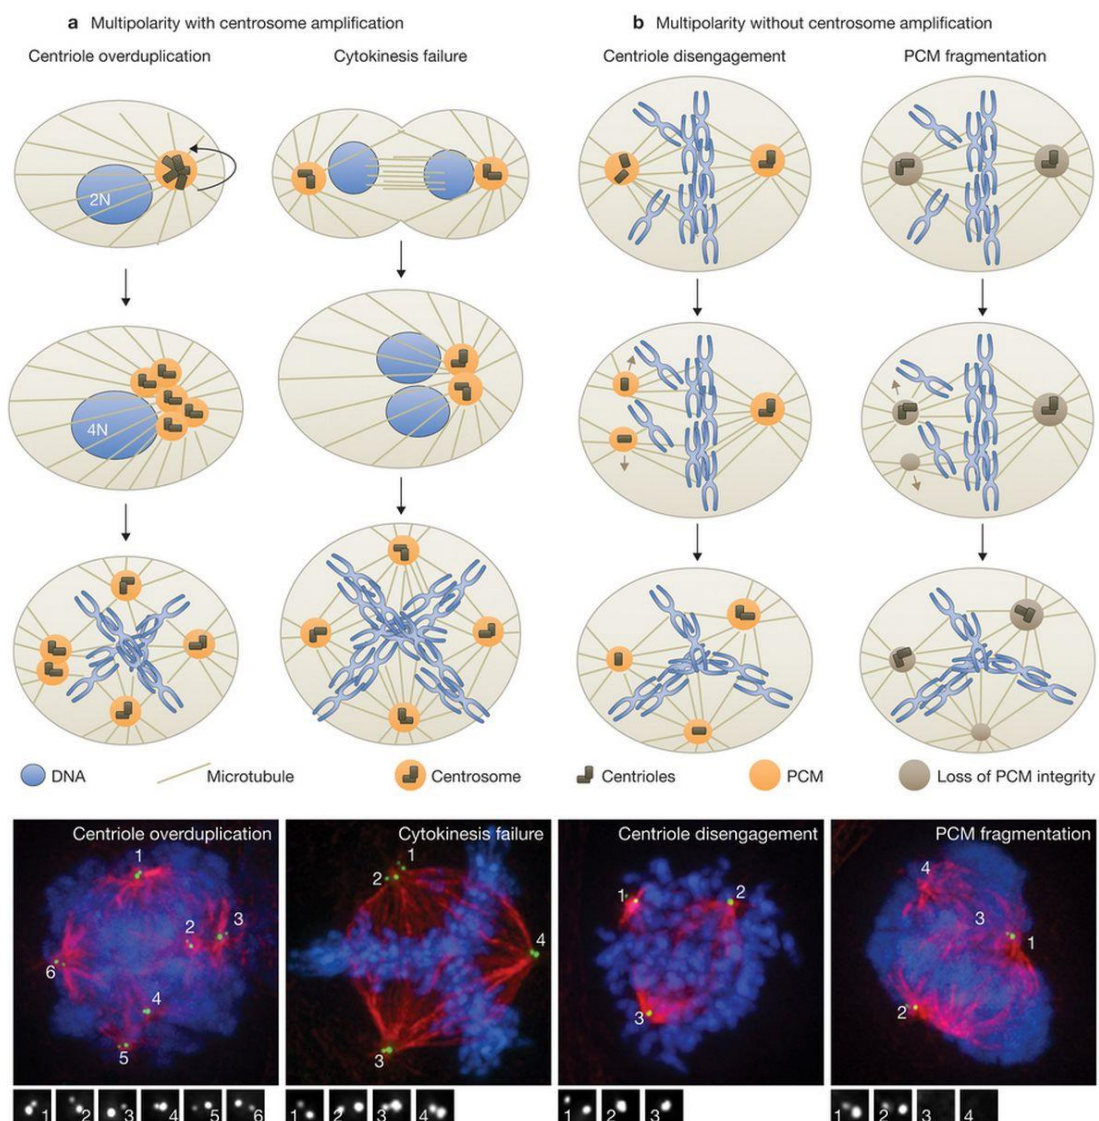 a Multipolarity with centrosome amplification
b Multipolarity without centrosome amplification
Centriole overduplication
Cytokinesis failure
Centriole disengagement
PCM fragmentation
2N
4N
DNA
Microtubule
Centrosome
Centrioles
PCM
Loss of PCM integrity
Centriole overduplication
1
2
3
6
4
5
Cytokinesis failure
1
2
4
3
Centriole disengagement
1
2
3
PCM fragmentation
4
3
1
2
1 2 3 4 5 6
1 2 3 4
1 2 3
1 2 3 4